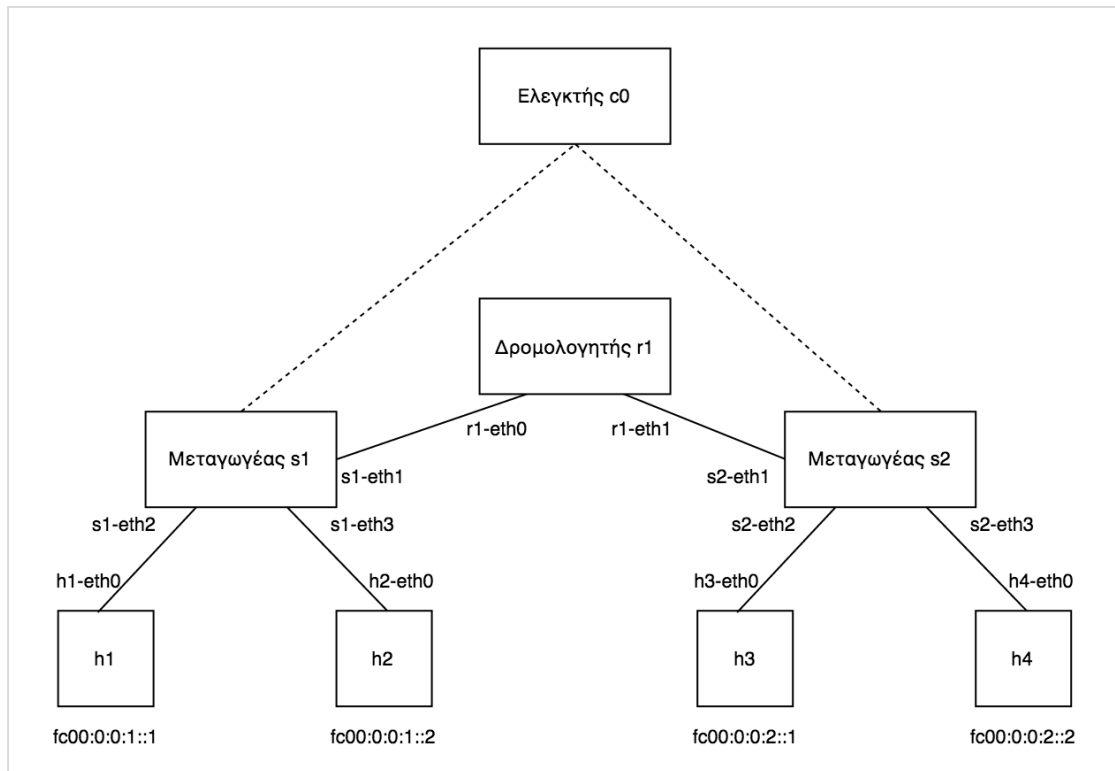 Ελεγκτής c0
Δρομολογητής r1
r1-eth0
r1-eth1
Μεταγωγέας s1
Μεταγωγέας s2
s1-eth1
s2-eth1
s1-eth2
s1-eth3
s2-eth2
s2-eth3
h1-eth0
h2-eth0
h3-eth0
h4-eth0
h1
h2
h3
h4
fc00:0:0:1::1
fc00:0:0:1::2
fc00:0:0:2::1
fc00:0:0:2::2